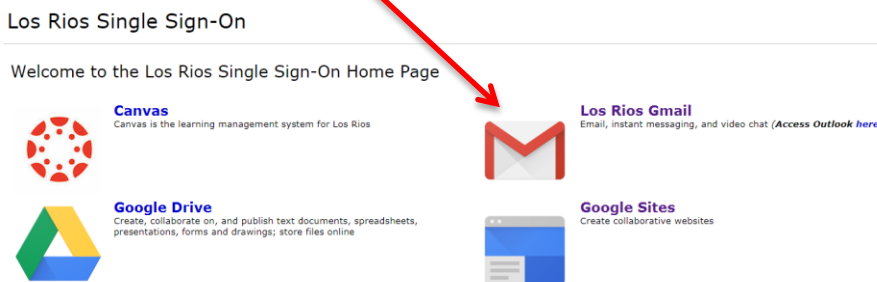 Los Rios Single Sign-On
Welcome to the Los Rios Single Sign-On Home Page
Canvas
Canvas is the learning management system for Los Rios
Los Rios Gmail
Email, instant messaging, and video chat (Access Outlook here
Google Drive
Create, collaborate on, and publish text documents, spreadsheets,
presentations, forms and drawings; store files online
Google Sites
Create collaborative websites